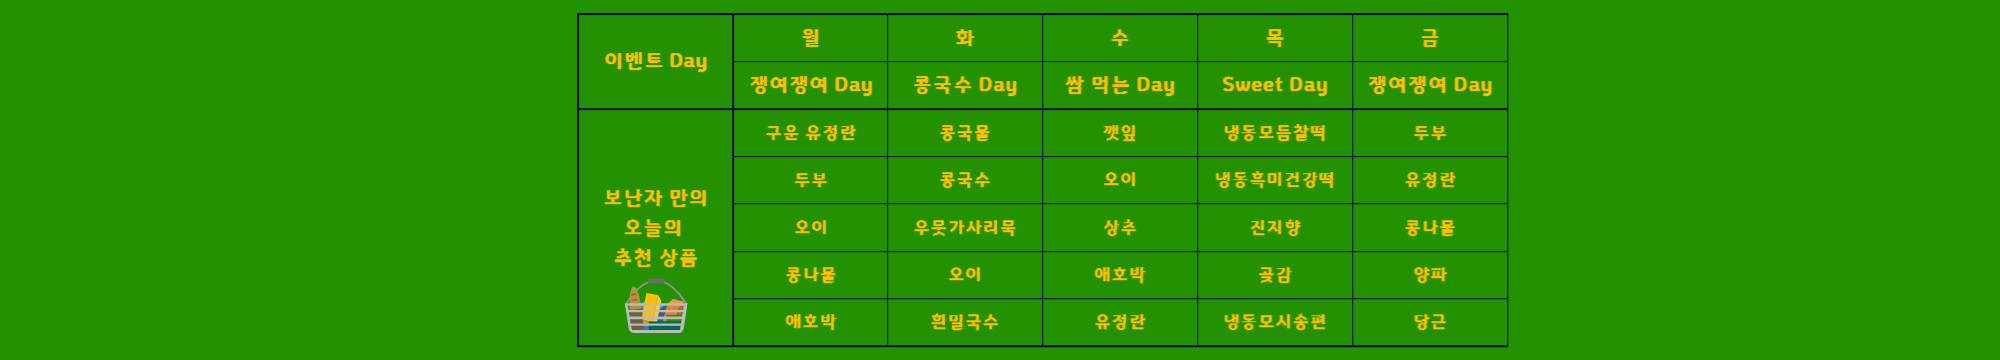 이벤트 Day 월 화 수 목 금
쟁여쟁여 Day 콩국수 Day 쌈 먹는 Day Sweet Day 쟁여쟁여 Day
보난자 만의
오늘의
추천 상품
구운 유정란 콩국물 깻잎 냉동모듬찰떡 두부
두부 콩국수 오이 냉동흑미건강떡 유정란
오이 우뭇가사리묵 상추 진지향 콩나물
콩나물 오이 애호박 곶감 양파
애호박 흰밀국수 유정란 냉동모시송편 당근